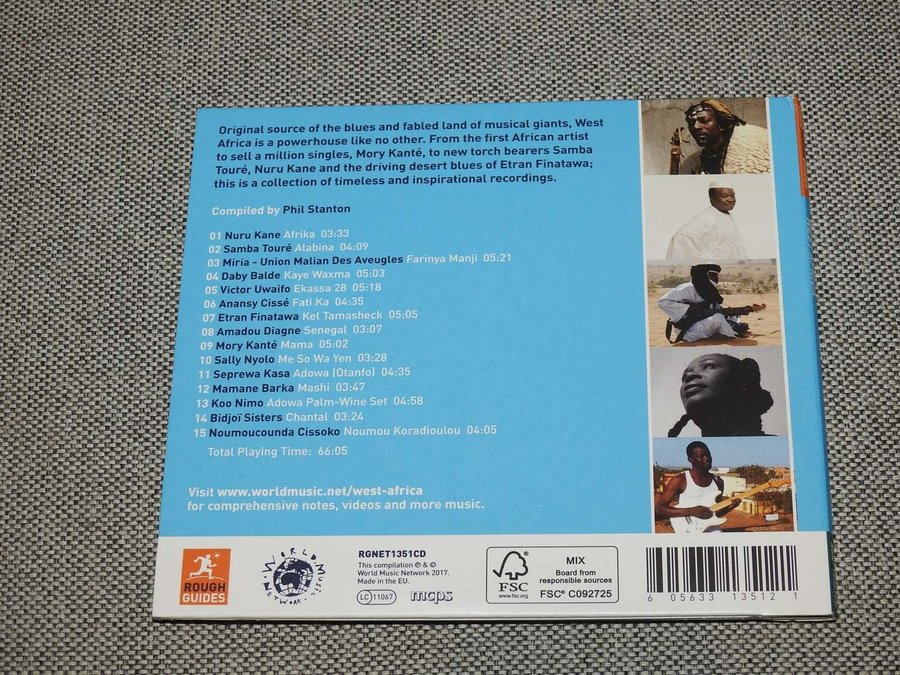 Original source of the blues and fabled land of musical giants, West
Africa is a powerhouse like no other. From the first African artist
to sell a million singles, Mory Kanté, to new torch bearers Samba
Touré, Nuru Kane and the driving desert blues of Etran Finatawa;
this is a collection of timeless and inspirational recordings.
Compiled by Phil Stanton
01 Nuru Kane Afrika 03:33
02 Samba Touré Alabina 04:09
03 Miria - Union Malian Des Aveugles Farinya Manji 05:21
04 Daby Balde Kaye Waxma 05:03
05 Victor Uwaifo Ekassa 28 05:18
06 Anansy Cissé Fati Ka 04:35
07 Etran Finatawa Kel Tamasheck 05:05
08 Amadou Diagne Senegal 03:07
09 Mory Kanté Mama 05:02
10 Sally Nyolo Me So Wa Yen 03:28
11 Seprewa Kasa Adowa (Otanfo) 04:35
12 Mamane Barka Mashi 03:47
13 Koo Nimo Adowa Palm-Wine Set 04:58
14 Bidjoï Sisters Chantal 03:24
15 Noumoucounda Cissoko Noumou Koradioulou 04:05
Total Playing Time: 66:05
Visit www.worldmusic.net/west-africa
for comprehensive notes, videos and more music.
ROUGH
GUIDES
WORLD MUSIC NETWORK
RGNET1351CD
This compilation ℗ & ©
World Music Network 2017.
Made in the EU.
LC 11067
mcps
FSC
www.fsc.org
MIX
Board from
responsible sources
FSC® C092725
6 05633 13512 1